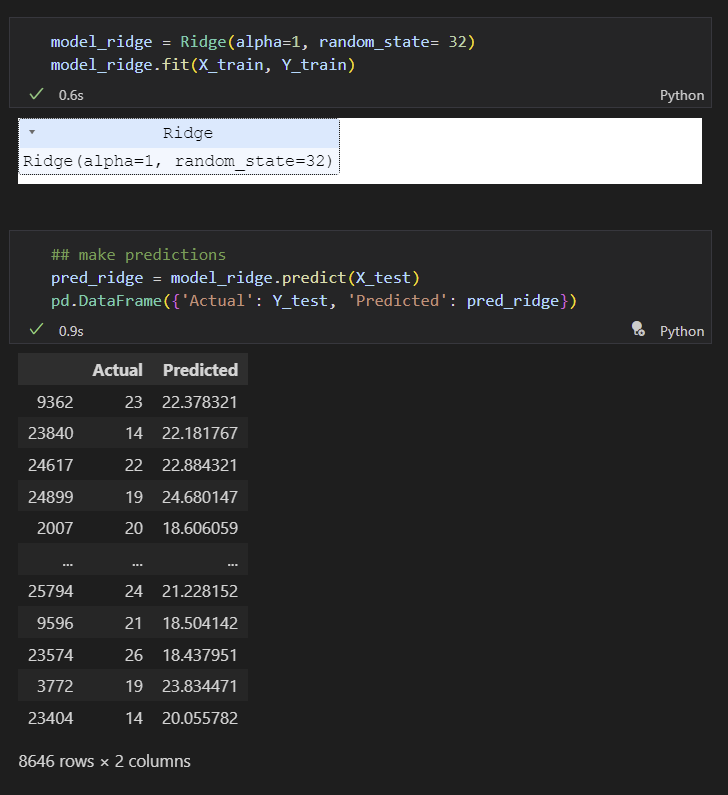 model_ridge = Ridge(alpha=1, random_state= 32)
model_ridge.fit(X_train, Y_train)
✓ 0.6s Python
▾ Ridge
Ridge(alpha=1, random_state=32)
## make predictions
pred_ridge = model_ridge.predict(X_test)
pd.DataFrame({'Actual': Y_test, 'Predicted': pred_ridge})
✓ 0.9s Python
Actual Predicted
9362 23 22.378321
23840 14 22.181767
24617 22 22.884321
24899 19 24.680147
2007 20 18.606059
... ... ...
25794 24 21.228152
9596 21 18.504142
23574 26 18.437951
3772 19 23.834471
23404 14 20.055782
8646 rows × 2 columns